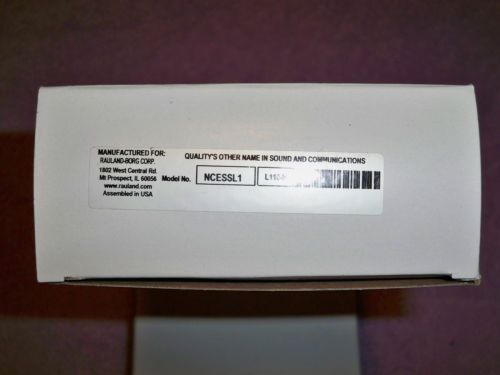 MANUFACTURED FOR:
RAULAND-BORG CORP.
1802 West Central Rd.
Mt Prospect, IL 60056
www.rauland.com
Assembled in USA
QUALITY'S OTHER NAME IN SOUND AND COMMUNICATIONS
Model No. NCESSL1